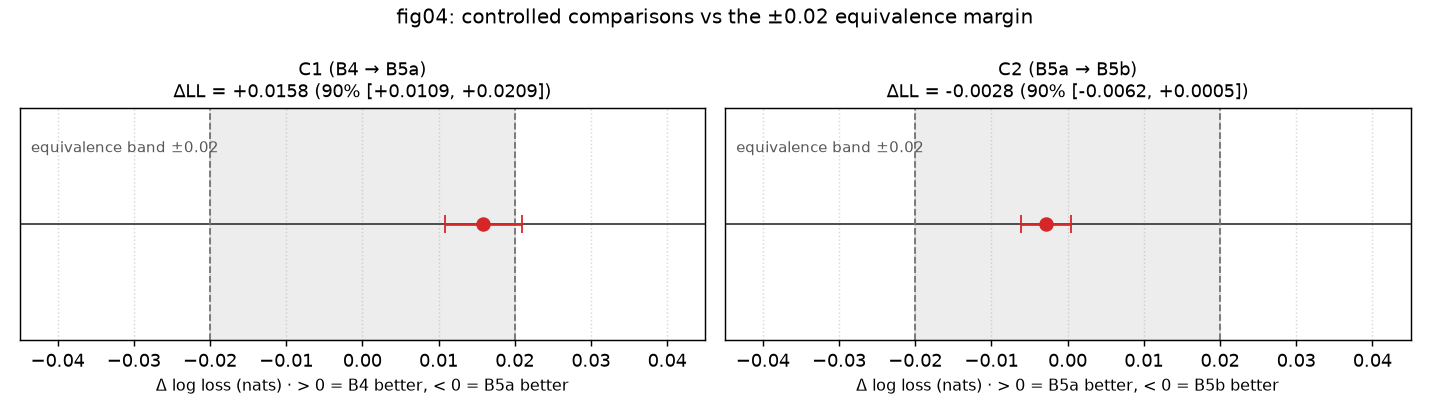 fig04: controlled comparisons vs the ±0.02 equivalence margin
C1 (B4 → B5a)
ΔLL = +0.0158 (90% [+0.0109, +0.0209])
equivalence band ±0.02
−0.04 −0.03 −0.02 −0.01 0.00 0.01 0.02 0.03 0.04
Δ log loss (nats) · > 0 = B4 better, < 0 = B5a better
C2 (B5a → B5b)
ΔLL = -0.0028 (90% [-0.0062, +0.0005])
equivalence band ±0.02
−0.04 −0.03 −0.02 −0.01 0.00 0.01 0.02 0.03 0.04
Δ log loss (nats) · > 0 = B5a better, < 0 = B5b better